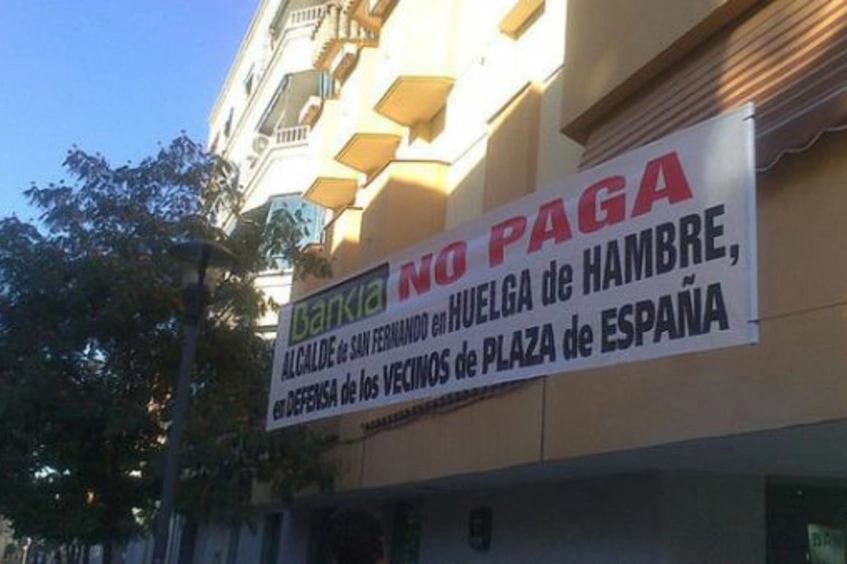 Bankia NO PAGA
ALCALDE de SAN FERNANDO en HUELGA de HAMBRE,
en DEFENSA de los VECINOS de PLAZA de ESPAÑA